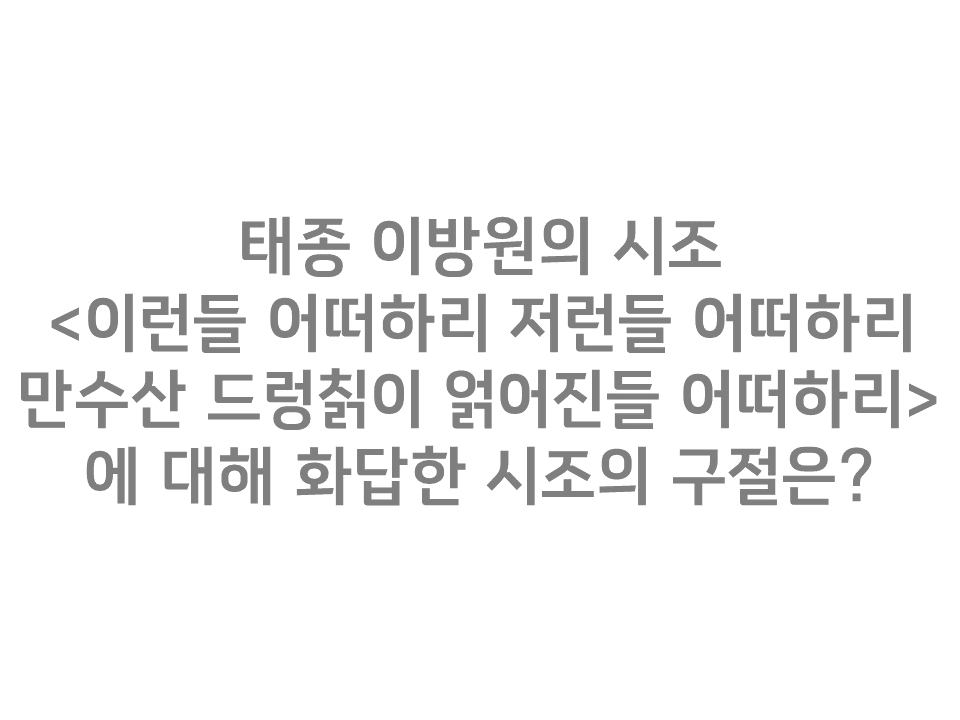 태종 이방원의 시조
<이런들 어떠하리 저런들 어떠하리
만수산 드렁칡이 얽어진들 어떠하리>
에 대해 화답한 시조의 구절은?